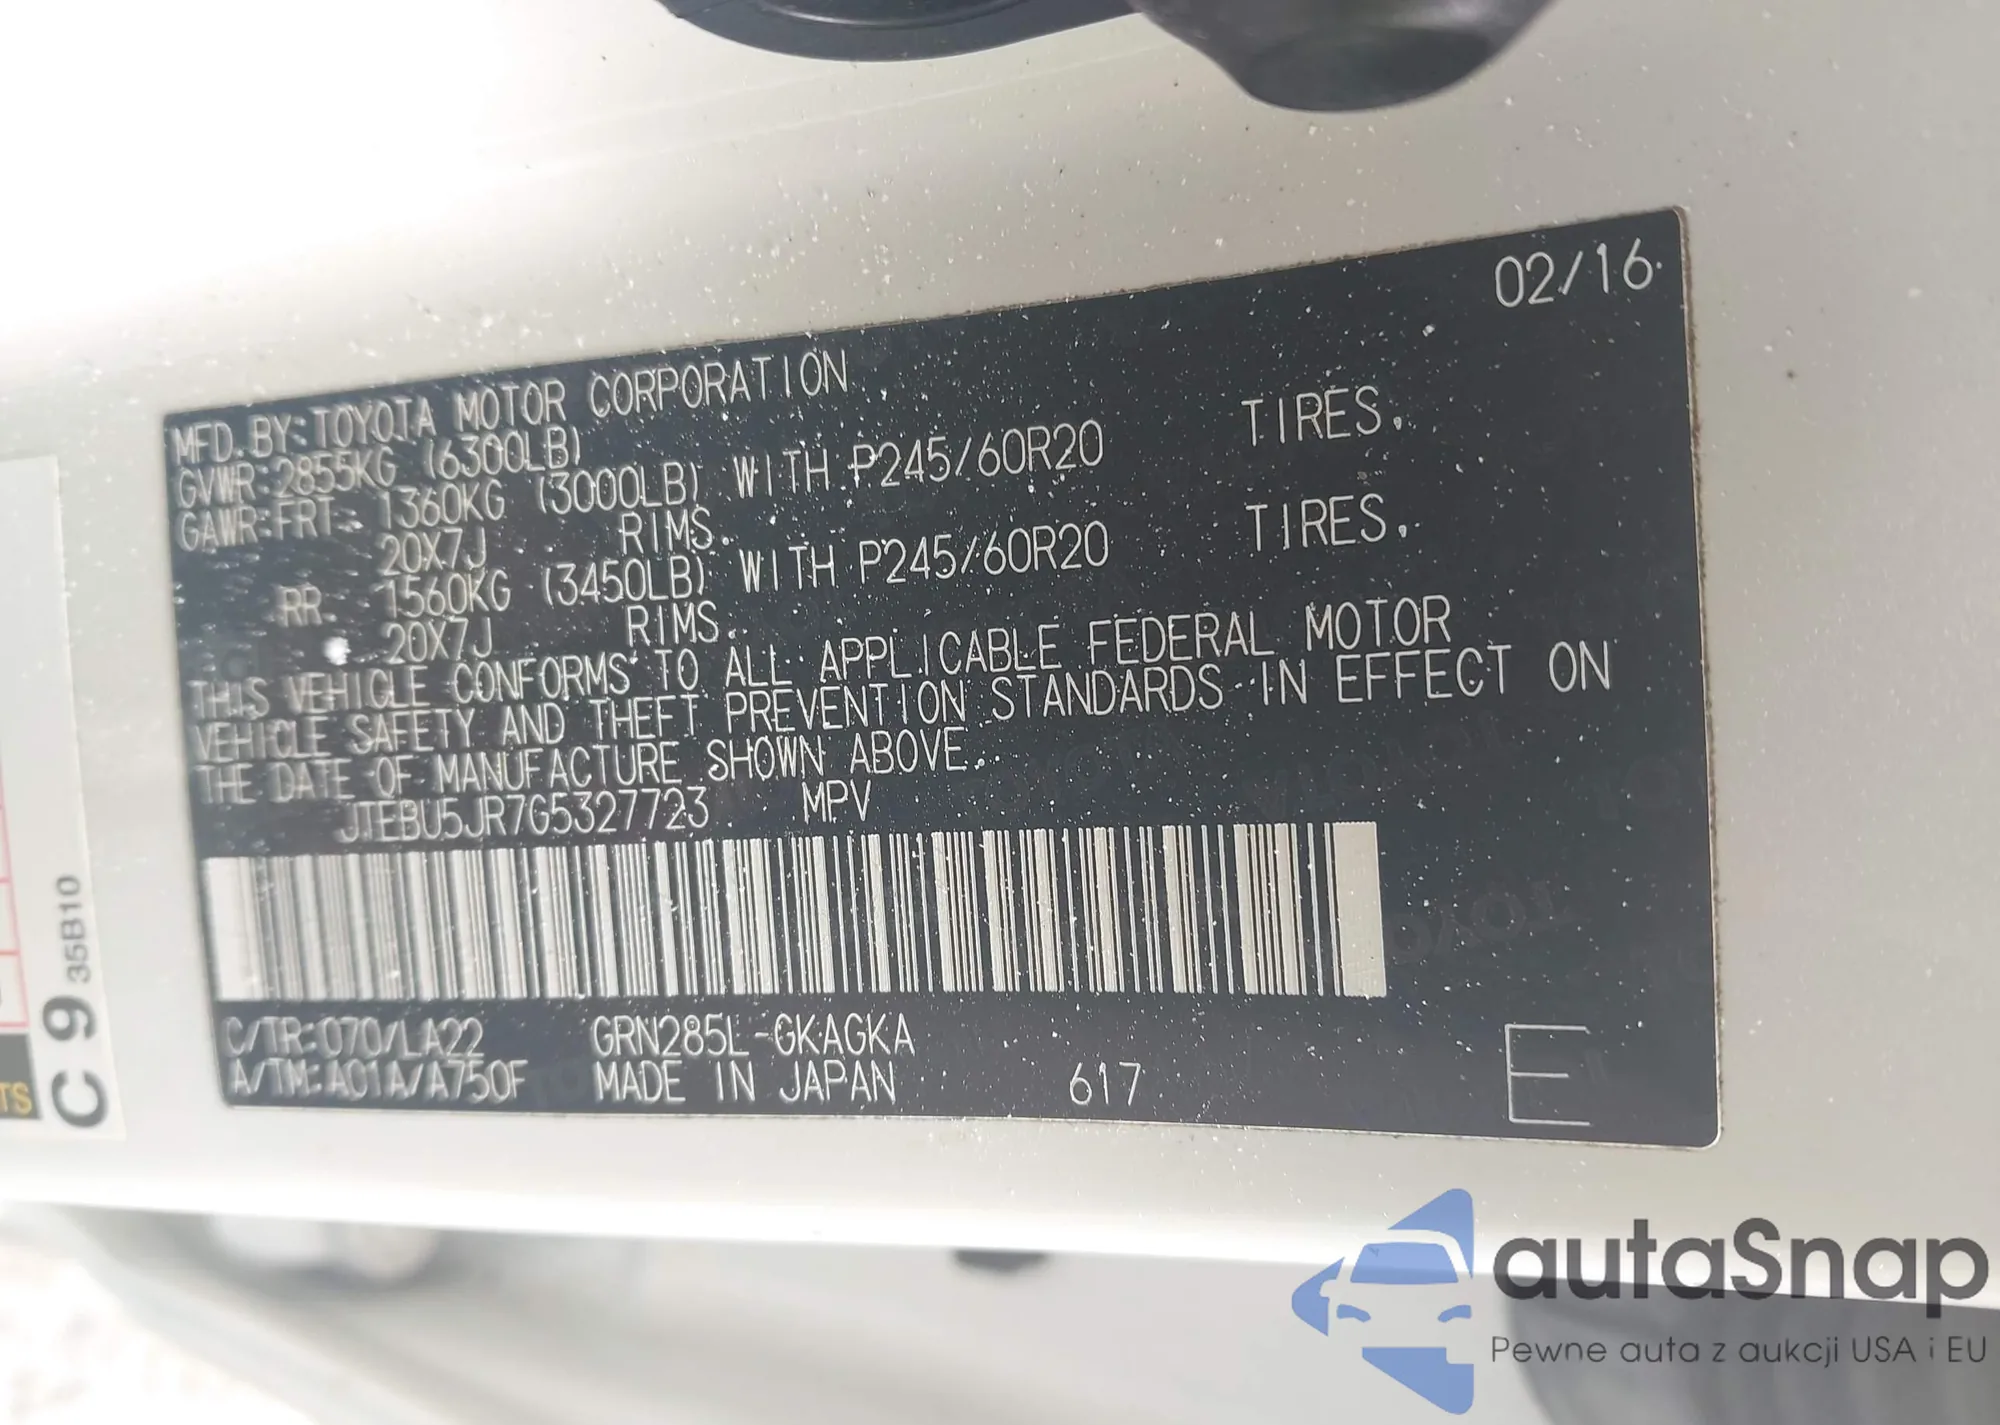 02/16
MFD. BY: TOYOTA MOTOR CORPORATION
GVWR: 2855KG (6300LB)
GAWR: FRT. 1360KG (3000LB) WITH P245/60R20 TIRES.
20X7J RIMS.
RR. 1560KG (3450LB) WITH P245/60R20 TIRES.
20X7J RIMS.
THIS VEHICLE CONFORMS TO ALL APPLICABLE FEDERAL MOTOR
VEHICLE SAFETY AND THEFT PREVENTION STANDARDS IN EFFECT ON
THE DATE OF MANUFACTURE SHOWN ABOVE.
JTEBU5JR7G5327723 MPV
C/TR: 070/LA22 GRN285L-GKAGKA
A/TM: A01A/A750F MADE IN JAPAN 617
E
C 9 35B10
TS
autaSnap
Pewne auta z aukcji USA i EU